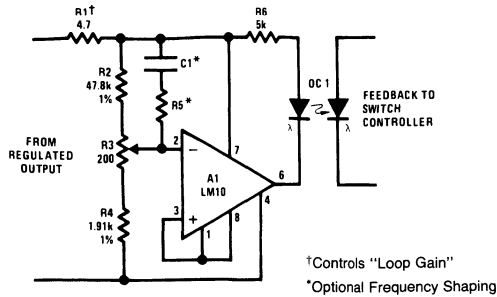 R1†
4.7
R6
5k
C1*
OC 1
R2
47.8k
1%
R5*
FEEDBACK TO
SWITCH
CONTROLLER
λ
λ
FROM
REGULATED
OUTPUT
R3
200
2
−
7
A1
LM10
6
4
3
+
8
1
R4
1.91k
1%
†Controls "Loop Gain"
*Optional Frequency Shaping